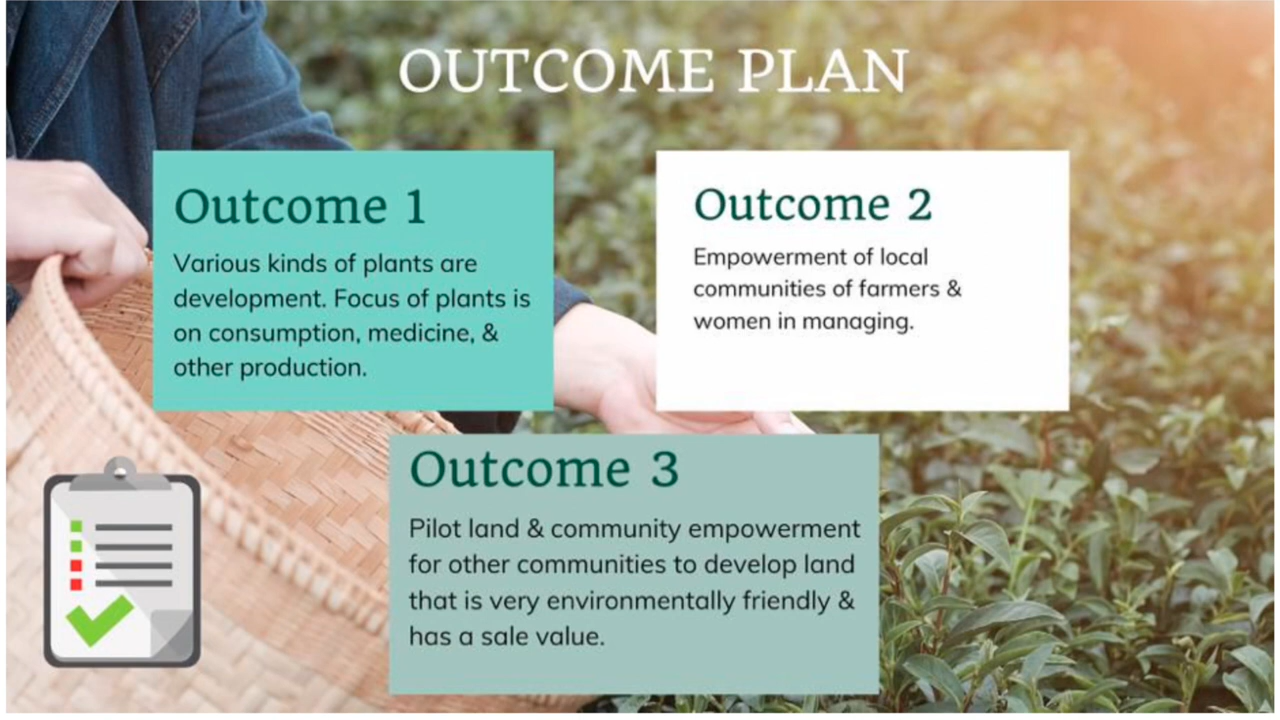 OUTCOME PLAN
Outcome 1
Various kinds of plants are
development. Focus of plants is
on consumption, medicine, &
other production.
Outcome 2
Empowerment of local
communities of farmers &
women in managing.
Outcome 3
Pilot land & community empowerment
for other communities to develop land
that is very environmentally friendly &
has a sale value.